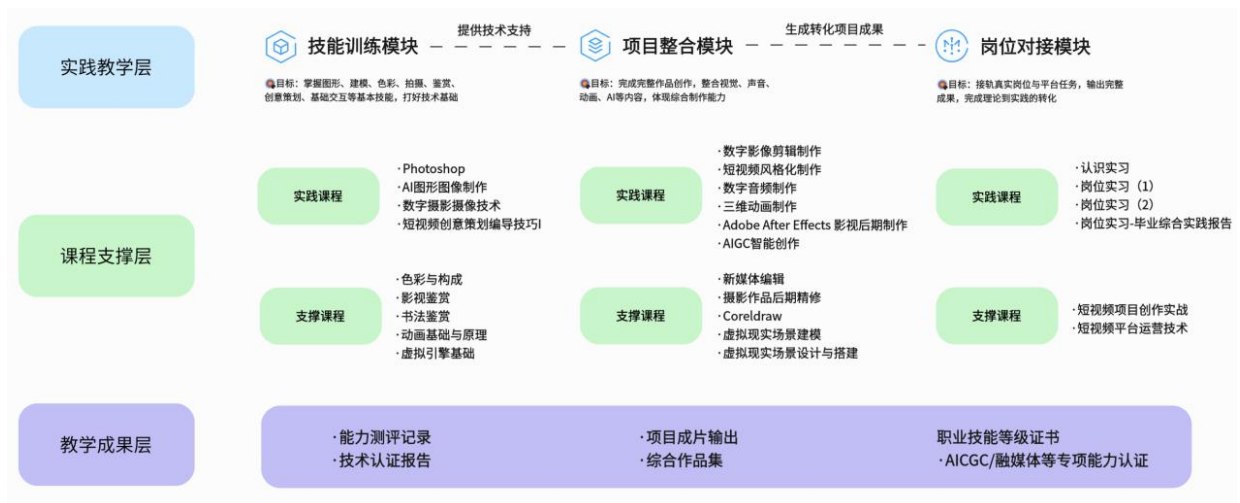 实践教学层
技能训练模块
提供技术支持
项目整合模块
生成转化项目成果
岗位对接模块
目标：掌握图形、建模、色彩、拍摄、鉴赏、
创意策划、基础交互等基本技能，打好技术基础
目标：完成完整作品创作，整合视觉、声音、
动画、AI等内容，体现综合制作能力
目标：接轨真实岗位与平台任务，输出完整
成果，完成理论到实践的转化
课程支撑层
实践课程
·Photoshop
·AI图形图像制作
·数字摄影摄像技术
·短视频创意策划编导技巧I
实践课程
·数字影像剪辑制作
·短视频风格化制作
·数字音频制作
·三维动画制作
·Adobe After Effects 影视后期制作
·AIGC智能创作
实践课程
·认识实习
·岗位实习（1）
·岗位实习（2）
·岗位实习-毕业综合实践报告
支撑课程
·色彩与构成
·影视鉴赏
·书法鉴赏
·动画基础与原理
·虚拟引擎基础
支撑课程
·新媒体编辑
·摄影作品后期精修
·Coreldraw
·虚拟现实场景建模
·虚拟现实场景设计与搭建
支撑课程
·短视频项目创作实战
·短视频平台运营技术
教学成果层
·能力测评记录
·技术认证报告
·项目成片输出
·综合作品集
职业技能等级证书
·AICGC/融媒体等专项能力认证